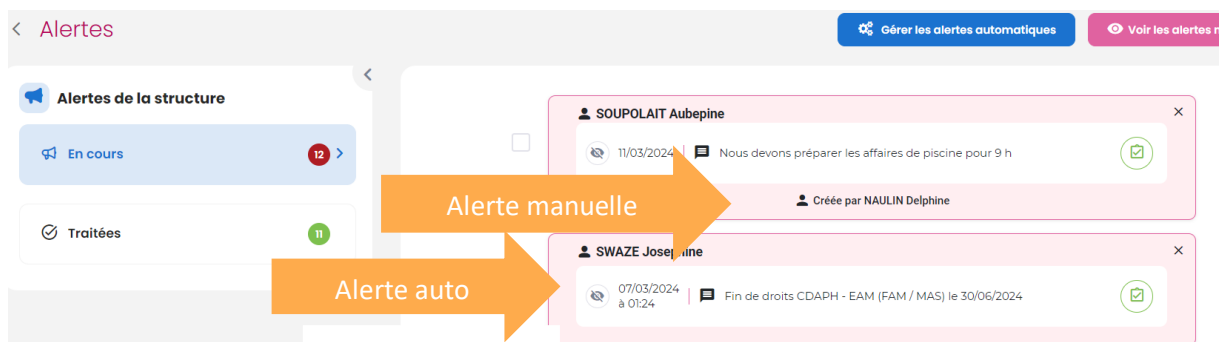 Alertes
Gérer les alertes automatiques
Voir les alertes
Alertes de la structure
En cours
12
Traitées
11
SOUPOLAIT Aubepine
11/03/2024
Nous devons préparer les affaires de piscine pour 9 h
Créée par NAULIN Delphine
Alerte manuelle
SWAZE Josephine
07/03/2024
à 01:24
Fin de droits CDAPH - EAM (FAM / MAS) le 30/06/2024
Alerte auto